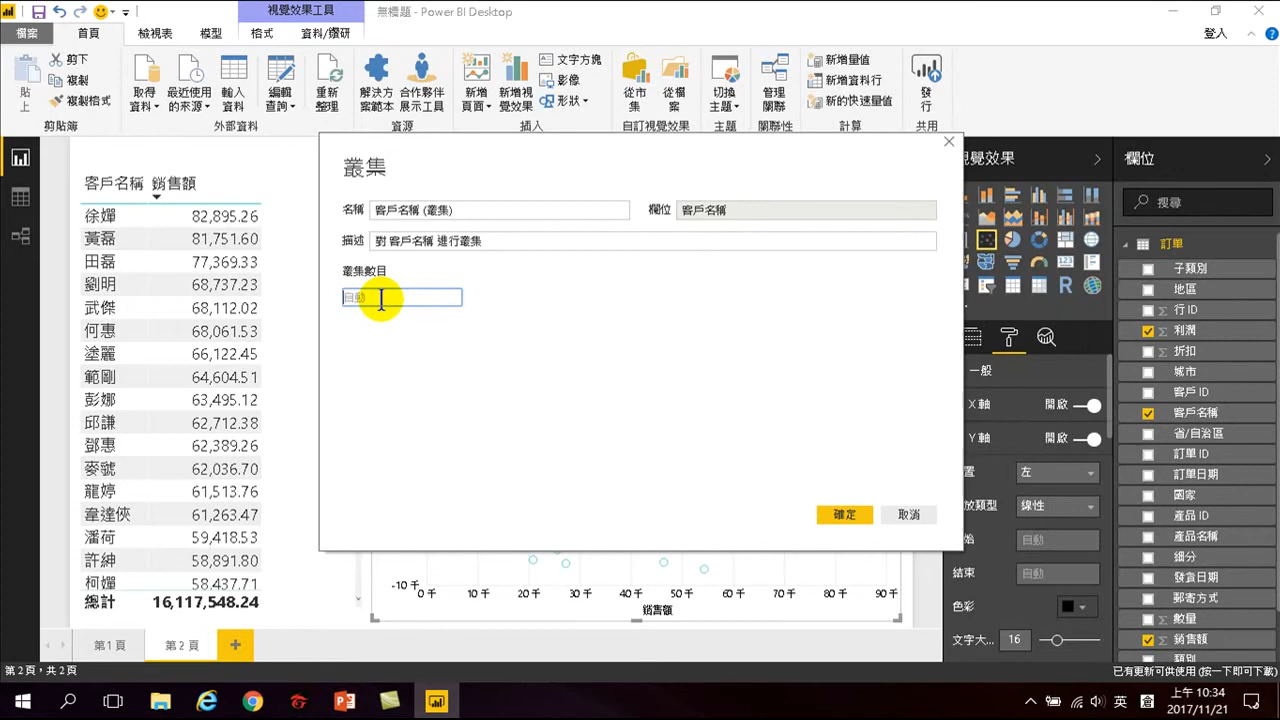 視覺效果工具
無標題 - Power BI Desktop
檔案
首頁
檢視表
模型
格式
資料/鑽研
登入
貼上
剪下
複製
複製格式
剪貼簿
取得資料
最近使用的來源
輸入資料
編輯查詢
重新整理
外部資料
解決方案範本
合作夥伴展示工具
資源
新增頁面
新增視覺效果
文字方塊
影像
形狀
插入
從市集
從檔案
自訂視覺效果
切換主題
主題
管理關聯
關聯性
新增量值
新增資料行
新的快速量值
計算
發行
共用
客戶名稱 銷售額
徐嬋 82,895.26
黃磊 81,751.60
田磊 77,369.33
劉明 68,737.23
武傑 68,112.02
何惠 68,061.53
塗麗 66,122.45
範剛 64,604.51
彭娜 63,495.12
邱謙 62,712.38
鄧惠 62,389.26
麥號 62,036.70
龍婷 61,513.76
韋達俠 61,263.47
潘荷 59,418.53
許紳 58,891.80
柯嬋 58,437.71
總計 16,117,548.24
叢集
名稱 客戶名稱 (叢集)
欄位 客戶名稱
描述 對 客戶名稱 進行叢集
叢集數目
自動
確定
取消
-10 千
0 千 10 千 20 千 30 千 40 千 50 千 60 千 70 千 80 千 90 千
銷售額
視覺效果
一般
X 軸 開啟
Y 軸 開啟
置 左
放類型 線性
始 自動
結束 自動
色彩
文字大... 16
欄位
搜尋
訂單
子類別
地區
行 ID
利潤
折扣
城市
客戶 ID
客戶名稱
省/自治區
訂單 ID
訂單日期
國家
產品 ID
產品名稱
細分
發貨日期
郵寄方式
數量
銷售額
類別
第 1 頁
第 2 頁
第 2 頁，共 2 頁
已有更新可供使用 (按一下即可下載)
英
上午 10:34
2017/11/21